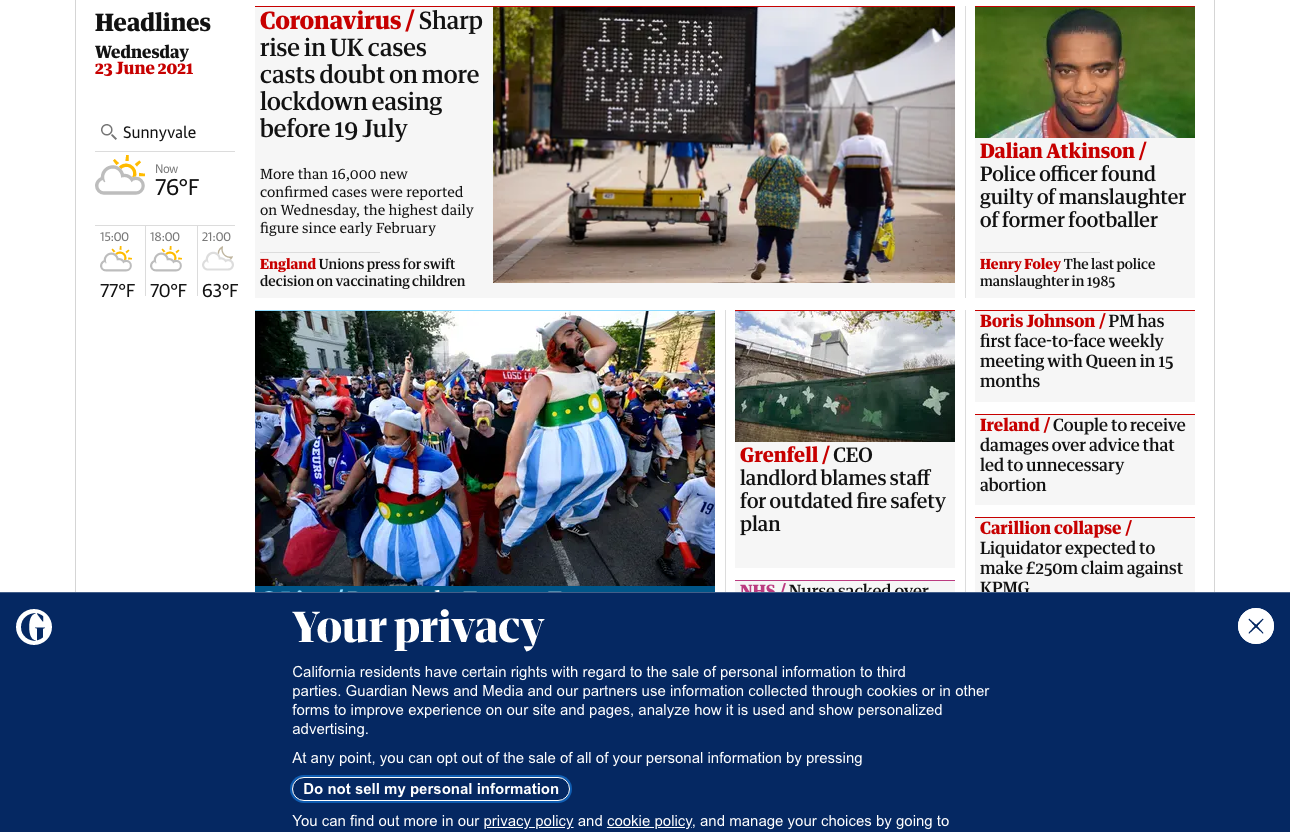 Headlines
Wednesday
23 June 2021
Sunnyvale
Now
76°F
15:00
18:00
21:00
77°F
70°F
63°F
Coronavirus / Sharp
rise in UK cases
casts doubt on more
lockdown easing
before 19 July
More than 16,000 new
confirmed cases were reported
on Wednesday, the highest daily
figure since early February
England Unions press for swift
decision on vaccinating children
IT'S IN
OUR HANDS
PLAY YOUR
PART
Dalian Atkinson /
Police officer found
guilty of manslaughter
of former footballer
Henry Foley The last police
manslaughter in 1985
LOSC
19
Grenfell / CEO
landlord blames staff
for outdated fire safety
plan
NHS / Nurse sacked over
Boris Johnson / PM has
first face-to-face weekly
meeting with Queen in 15
months
Ireland / Couple to receive
damages over advice that
led to unnecessary
abortion
Carillion collapse /
Liquidator expected to
make £250m claim against
KPMG
Your privacy
California residents have certain rights with regard to the sale of personal information to third
parties. Guardian News and Media and our partners use information collected through cookies or in other
forms to improve experience on our site and pages, analyze how it is used and show personalized
advertising.
At any point, you can opt out of the sale of all of your personal information by pressing
Do not sell my personal information
You can find out more in our privacy policy and cookie policy, and manage your choices by going to